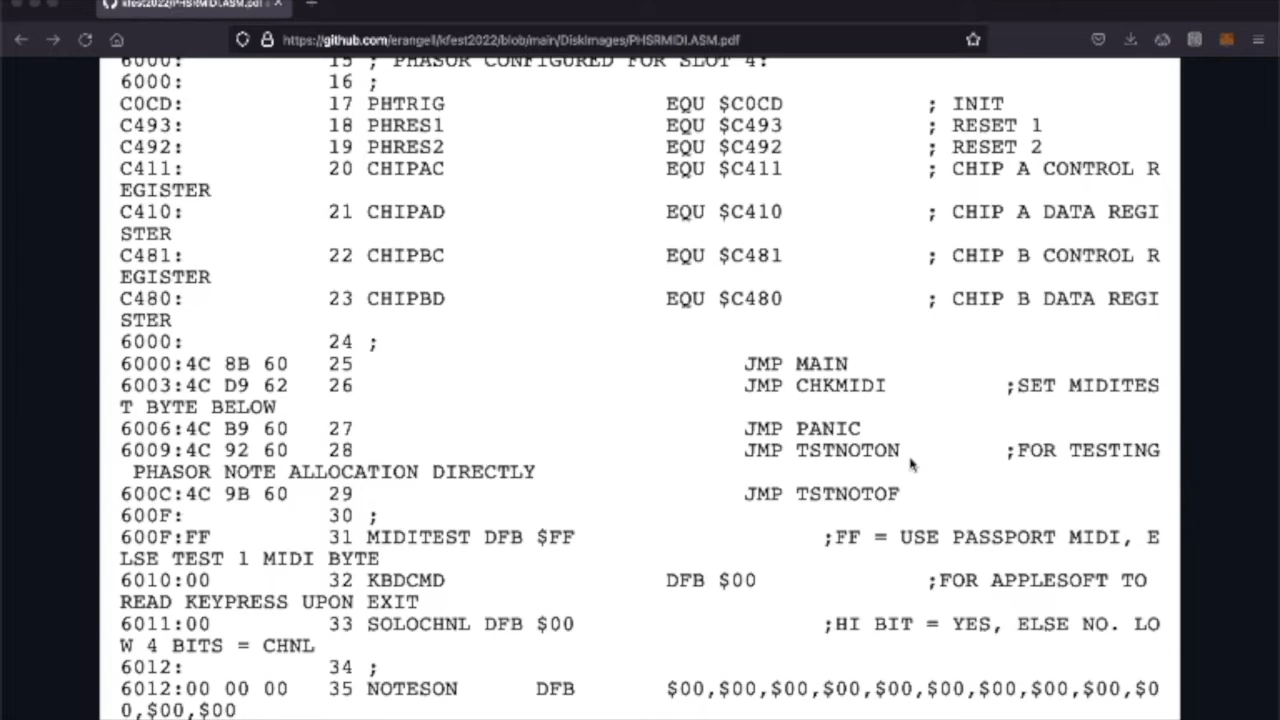 kfest2022/PHSRMIDI.ASM.pdf
https://github.com/erangell/kfest2022/blob/main/DiskImages/PHSRMIDI.ASM.pdf
6000: 15 ; PHASOR CONFIGURED FOR SLOT 4:
6000: 16 ;
C0CD: 17 PHTRIG EQU $C0CD ; INIT
C493: 18 PHRES1 EQU $C493 ; RESET 1
C492: 19 PHRES2 EQU $C492 ; RESET 2
C411: 20 CHIPAC EQU $C411 ; CHIP A CONTROL R
EGISTER
C410: 21 CHIPAD EQU $C410 ; CHIP A DATA REGI
STER
C481: 22 CHIPBC EQU $C481 ; CHIP B CONTROL R
EGISTER
C480: 23 CHIPBD EQU $C480 ; CHIP B DATA REGI
STER
6000: 24 ;
6000:4C 8B 60 25 JMP MAIN
6003:4C D9 62 26 JMP CHKMIDI ;SET MIDITES
T BYTE BELOW
6006:4C B9 60 27 JMP PANIC
6009:4C 92 60 28 JMP TSTNOTON ;FOR TESTING
PHASOR NOTE ALLOCATION DIRECTLY
600C:4C 9B 60 29 JMP TSTNOTOF
600F: 30 ;
600F:FF 31 MIDITEST DFB $FF ;FF = USE PASSPORT MIDI, E
LSE TEST 1 MIDI BYTE
6010:00 32 KBDCMD DFB $00 ;FOR APPLESOFT TO
READ KEYPRESS UPON EXIT
6011:00 33 SOLOCHNL DFB $00 ;HI BIT = YES, ELSE NO. LO
W 4 BITS = CHNL
6012: 34 ;
6012:00 00 00 35 NOTESON DFB $00,$00,$00,$00,$00,$00,$00,$00,$00,$0
0,$00,$00